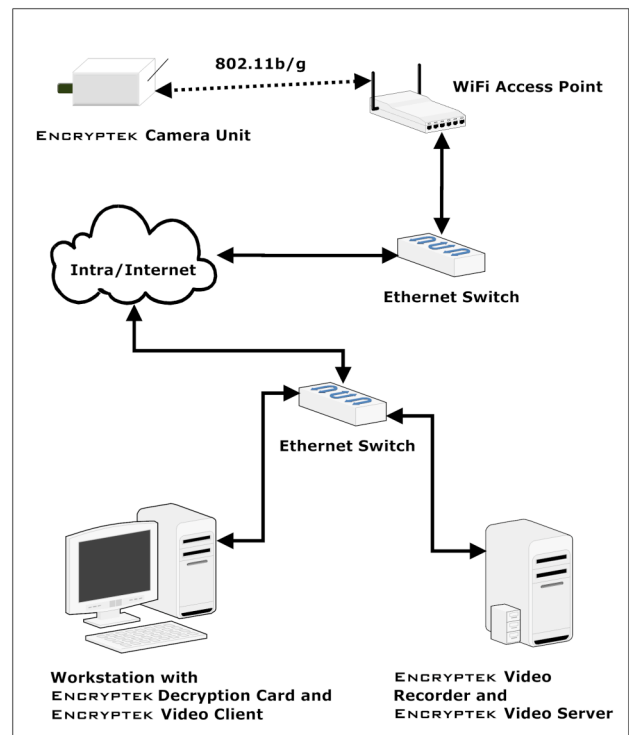 802.11b/g
WiFi Access Point
ENCRYPTEK Camera Unit
Intra/Internet
Ethernet Switch
Ethernet Switch
Workstation with
ENCRYPTEK Decryption Card and
ENCRYPTEK Video Client
ENCRYPTEK Video
Recorder and
ENCRYPTEK Video Server